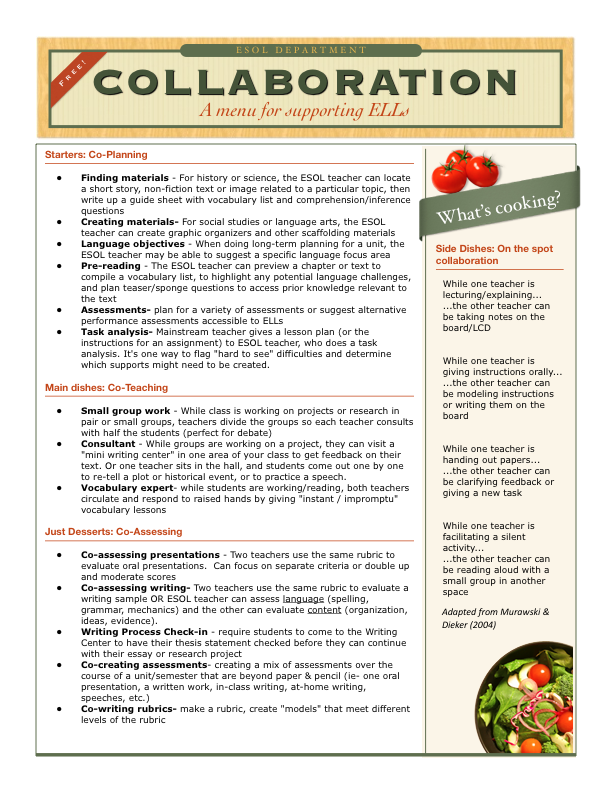 ESOL DEPARTMENT
FREE!
COLLABORATION
A menu for supporting ELLs
Starters: Co-Planning
● Finding materials - For history or science, the ESOL teacher can locate
a short story, non-fiction text or image related to a particular topic, then
write up a guide sheet with vocabulary list and comprehension/inference
questions
● Creating materials- For social studies or language arts, the ESOL
teacher can create graphic organizers and other scaffolding materials
● Language objectives - When doing long-term planning for a unit, the
ESOL teacher may be able to suggest a specific language focus area
● Pre-reading - The ESOL teacher can preview a chapter or text to
compile a vocabulary list, to highlight any potential language challenges,
and plan teaser/sponge questions to access prior knowledge relevant to
the text
● Assessments- plan for a variety of assessments or suggest alternative
performance assessments accessible to ELLs
● Task analysis- Mainstream teacher gives a lesson plan (or the
instructions for an assignment) to ESOL teacher, who does a task
analysis. It's one way to flag "hard to see" difficulties and determine
which supports might need to be created.
Main dishes: Co-Teaching
● Small group work - While class is working on projects or research in
pair or small groups, teachers divide the groups so each teacher consults
with half the students (perfect for debate)
● Consultant - While groups are working on a project, they can visit a
"mini writing center" in one area of your class to get feedback on their
text. Or one teacher sits in the hall, and students come out one by one
to re-tell a plot or historical event, or to practice a speech.
● Vocabulary expert- while students are working/reading, both teachers
circulate and respond to raised hands by giving "instant / impromptu"
vocabulary lessons
Just Desserts: Co-Assessing
● Co-assessing presentations - Two teachers use the same rubric to
evaluate oral presentations.  Can focus on separate criteria or double up
and moderate scores
● Co-assessing writing- Two teachers use the same rubric to evaluate a
writing sample OR ESOL teacher can assess language (spelling,
grammar, mechanics) and the other can evaluate content (organization,
ideas, evidence).
● Writing Process Check-in - require students to come to the Writing
Center to have their thesis statement checked before they can continue
with their essay or research project
● Co-creating assessments- creating a mix of assessments over the
course of a unit/semester that are beyond paper & pencil (ie- one oral
presentation, a written work, in-class writing, at-home writing,
speeches, etc.)
● Co-writing rubrics- make a rubric, create "models" that meet different
levels of the rubric
What's cooking?
Side Dishes: On the spot
collaboration
While one teacher is
lecturing/explaining...
...the other teacher can
be taking notes on the
board/LCD
While one teacher is
giving instructions orally...
...the other teacher can
be modeling instructions
or writing them on the
board
While one teacher is
handing out papers...
...the other teacher can
be clarifying feedback or
giving a new task
While one teacher is
facilitating a silent
activity...
...the other teacher can
be reading aloud with a
small group in another
space
Adapted from Murawski &
Dieker (2004)